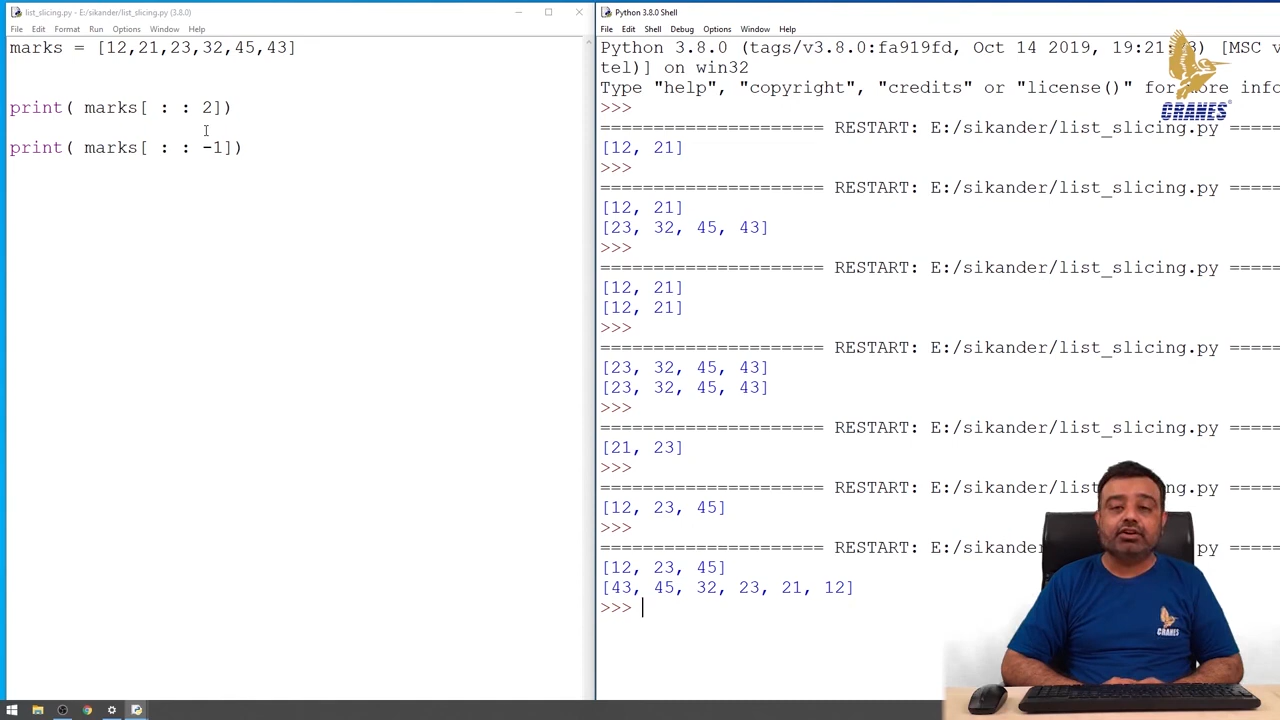 list_slicing.py - E:/sikander/list_slicing.py (3.8.0)
File Edit Format Run Options Window Help
marks = [12,21,23,32,45,43]
print( marks[ : : 2])
print( marks[ : : -1])
Python 3.8.0 Shell
File Edit Shell Debug Options Window Help
Python 3.8.0 (tags/v3.8.0:fa919fd, Oct 14 2019, 19:21: 3) [MSC v
tel)] on win32
Type "help", "copyright", "credits" or "license()" for more info
>>>
===================== RESTART: E:/sikander/list_slicing.py =====
[12, 21]
>>>
===================== RESTART: E:/sikander/list_slicing.py =====
[12, 21]
[23, 32, 45, 43]
>>>
===================== RESTART: E:/sikander/list_slicing.py =====
[12, 21]
[12, 21]
>>>
===================== RESTART: E:/sikander/list_slicing.py =====
[23, 32, 45, 43]
[23, 32, 45, 43]
>>>
===================== RESTART: E:/sikander/list_slicing.py =====
[21, 23]
>>>
===================== RESTART: E:/sikander/list ng.py =====
[12, 23, 45]
>>>
===================== RESTART: E:/sikander py =====
[12, 23, 45]
[43, 45, 32, 23, 21, 12]
>>>
CRANES
CRANES